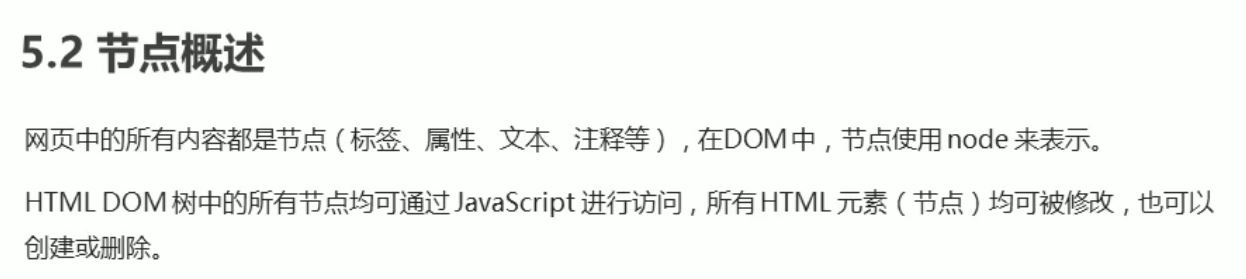 5.2 节点概述
网页中的所有内容都是节点（标签、属性、文本、注释等），在DOM中，节点使用 node 来表示。
HTML DOM 树中的所有节点均可通过 JavaScript 进行访问，所有 HTML 元素（节点）均可被修改，也可以
创建或删除。